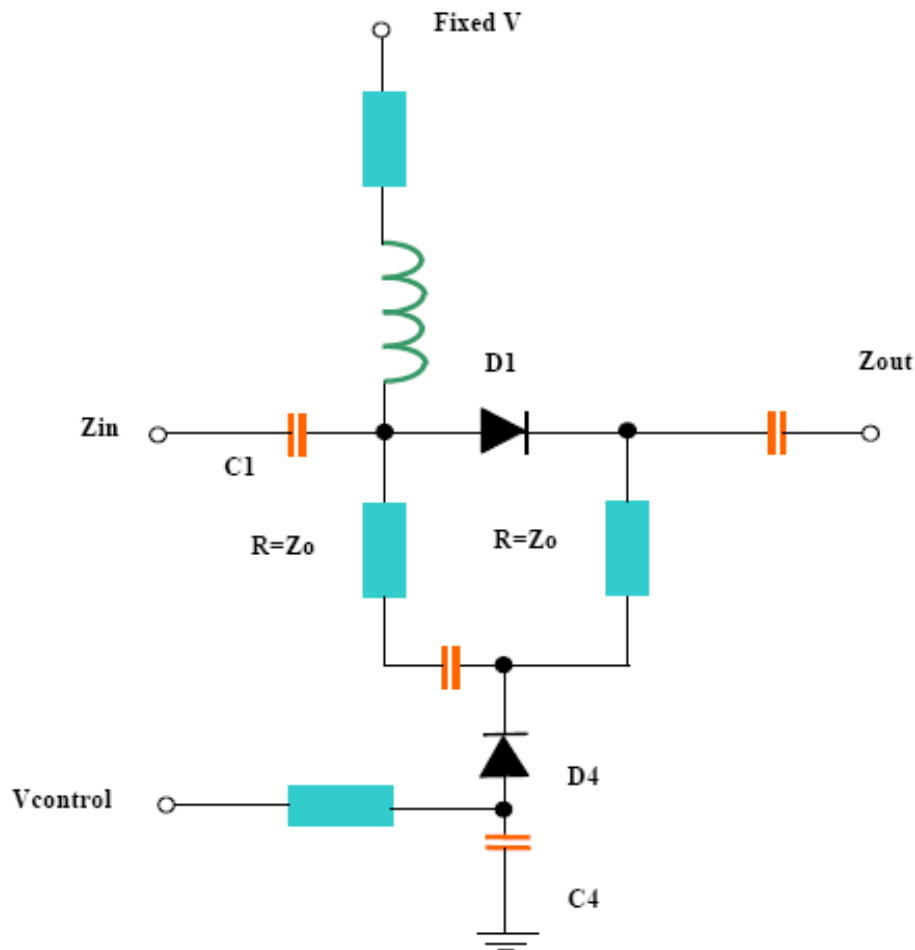 Fixed V
D1
Zout
Zin
C1
R=Zo
R=Zo
D4
Vcontrol
C4